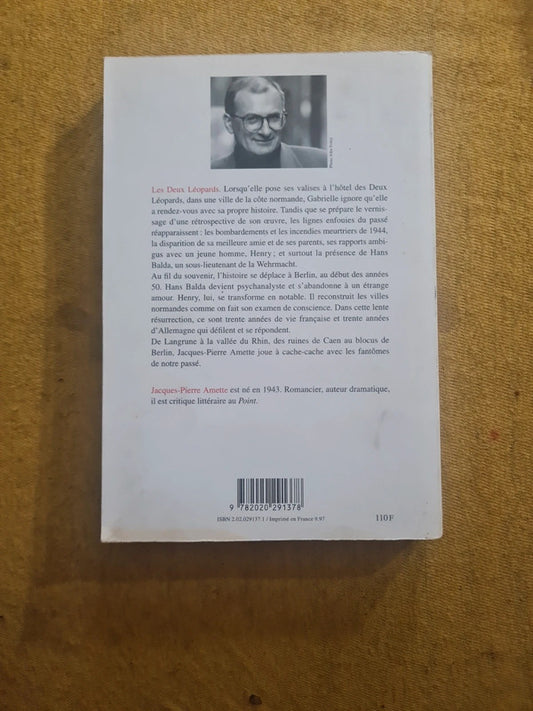 Les Deux Léopards. Lorsqu'elle pose ses valises à l'hôtel des Deux
Léopards, dans une ville de la côte normande, Gabrielle ignore qu'elle
a rendez-vous avec sa propre histoire. Tandis que se prépare le vernis-
sage d'une rétrospective de son œuvre, les lignes enfouies du passé
réapparaissent : les bombardements et les incendies meurtriers de 1944,
la disparition de sa meilleure amie et de ses parents, ses rapports ambi-
gus avec un jeune homme, Henry ; et surtout la présence de Hans
Balda, un sous-lieutenant de la Wehrmacht.
Au fil du souvenir, l'histoire se déplace à Berlin, au début des années
50. Hans Balda devient psychanalyste et s'abandonne à un étrange
amour. Henry, lui, se transforme en notable. Il reconstruit les villes
normandes comme on fait son examen de conscience. Dans cette lente
résurrection, ce sont trente années de vie française et trente années
d'Allemagne qui défilent et se répondent.
De Langrune à la vallée du Rhin, des ruines de Caen au blocus de
Berlin, Jacques-Pierre Amette joue à cache-cache avec les fantômes
de notre passé.
Jacques-Pierre Amette est né en 1943. Romancier, auteur dramatique,
il est critique littéraire au Point.
9 782020 291378
ISBN 2.02.029137.1 / Imprimé en France 9.97
110 F